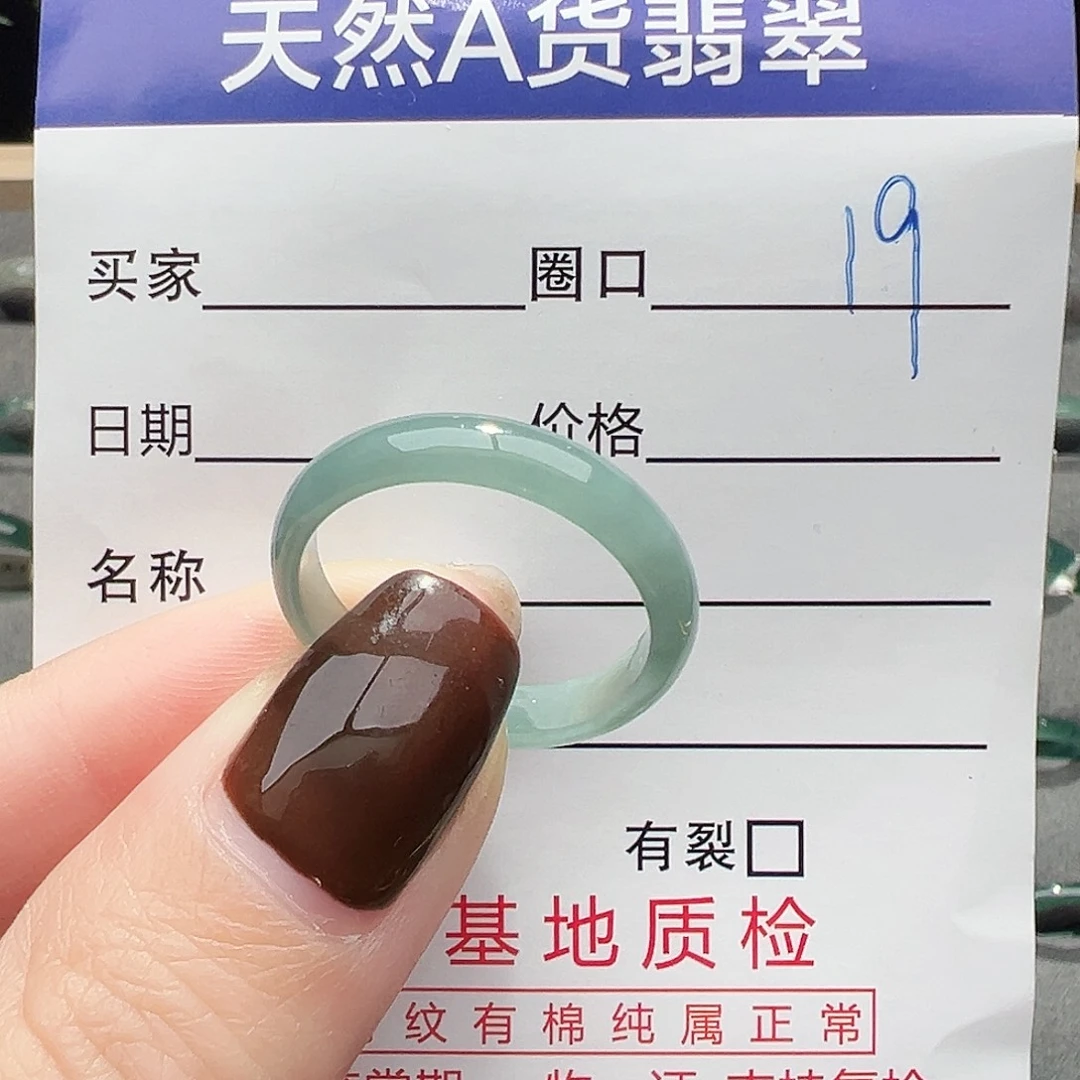 天然A货翡翠
买家 圈口 19
日期 价格
名称
有裂
基地质检
纹有棉纯属正常